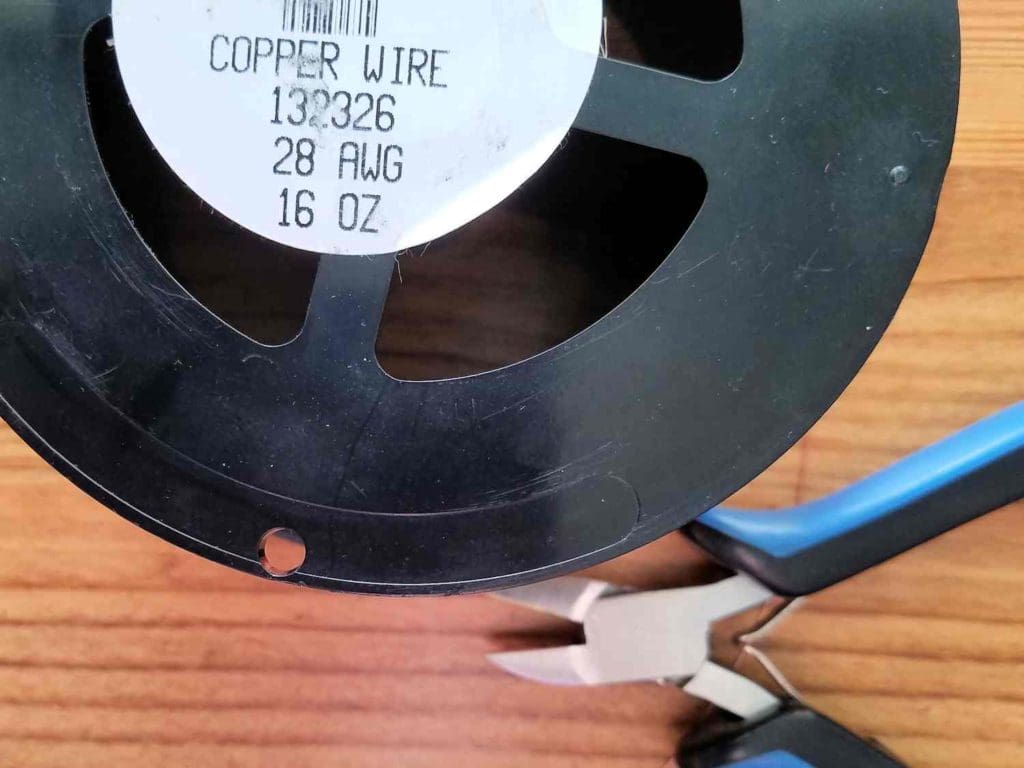 COPPER WIRE
132326
28 AWG
16 OZ